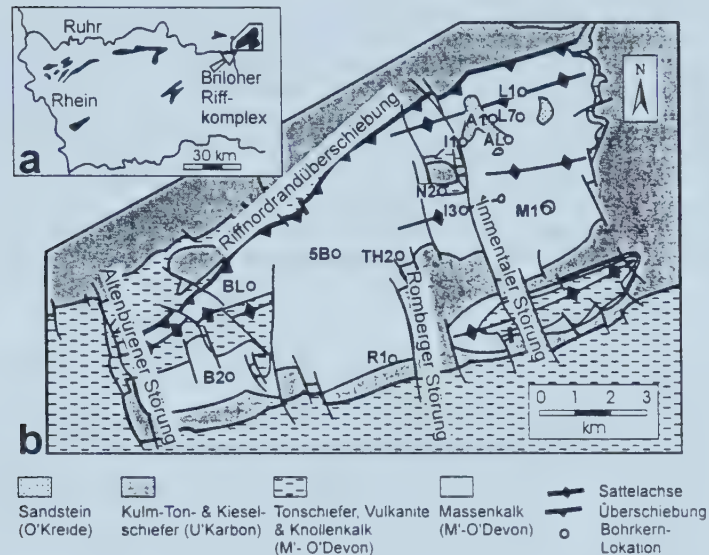 a
Ruhr
Rhein
Briloner
Riff-
komplex
30 km
N
Riffnordrandüberschiebung
L1
A1
L7
I1
AL
N2
I3
M1
5B
TH2
BL
B2
R1
Altenbürener Störung
Romberger Störung
Immentaler Störung
0 1 2 3
km
b
Sandstein
(O'Kreide)
Kulm-Ton- & Kiesel-
schiefer (U'Karbon)
Tonschiefer, Vulkanite
& Knollenkalk
(M'- O'Devon)
Massenkalk
(M'-O'Devon)
Sattelachse
Überschiebung
Bohrkern-
Lokation